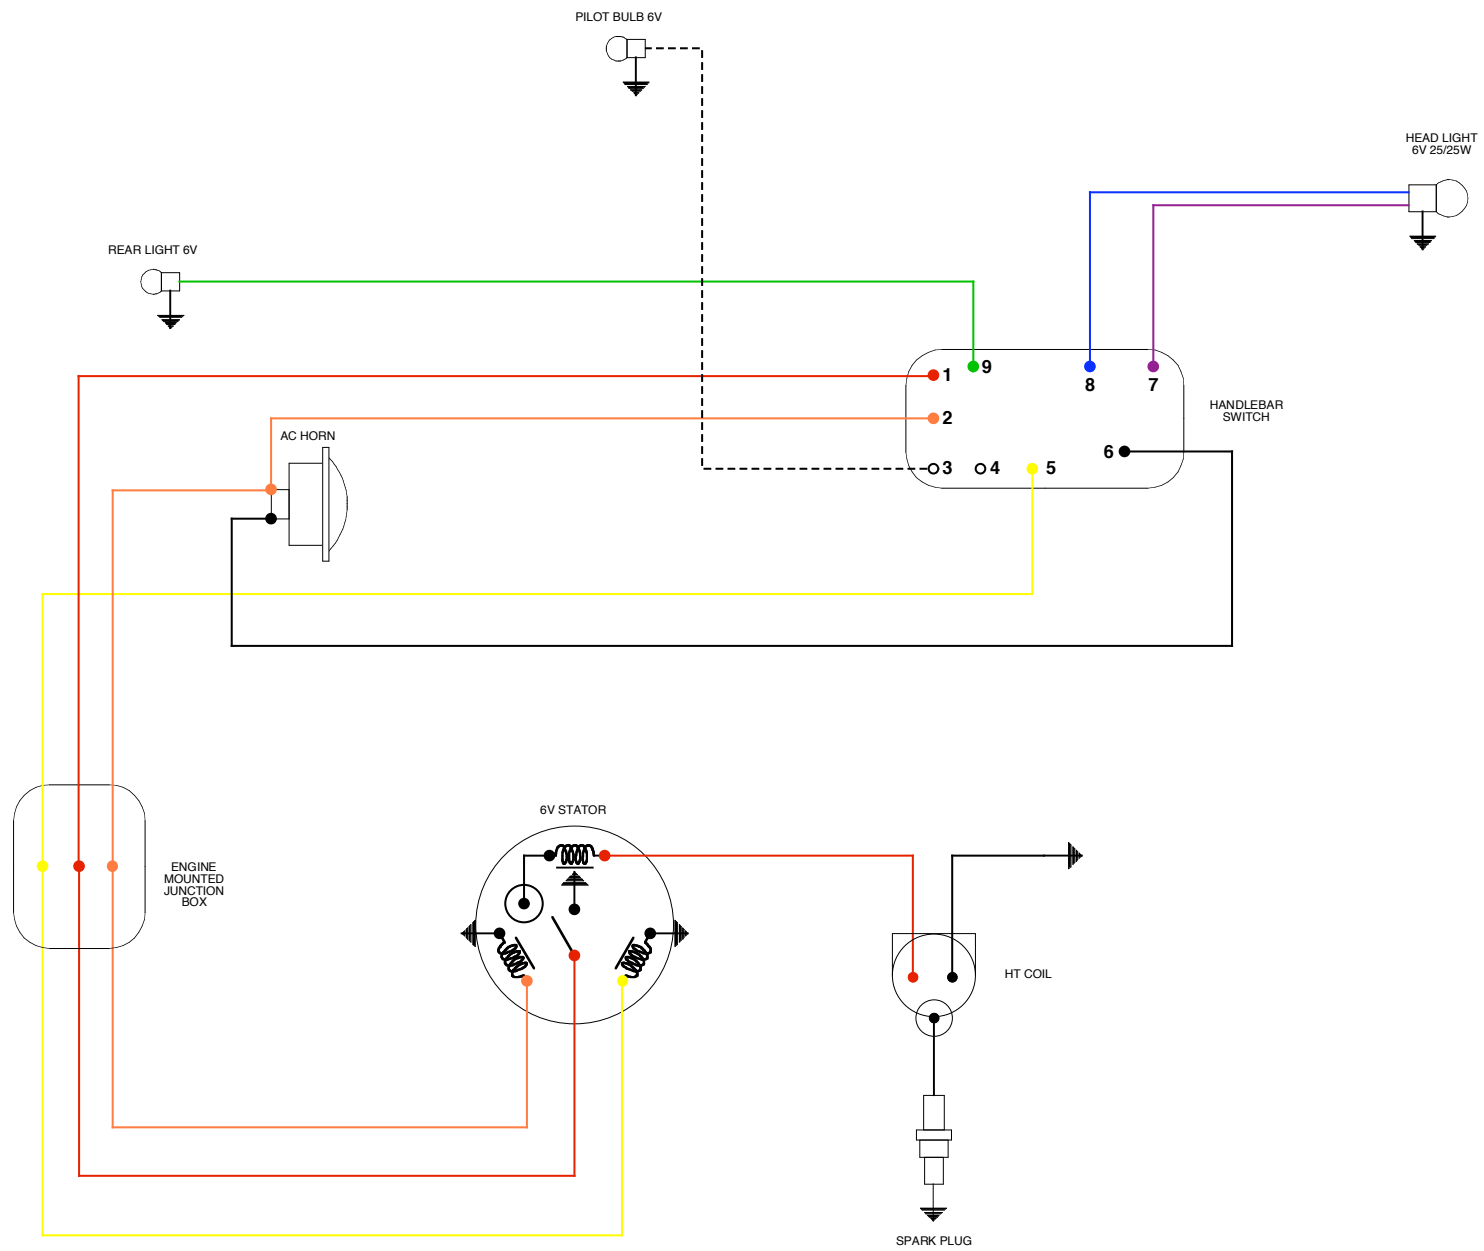 PILOT BULB 6V
HEAD LIGHT
6V 25/25W
REAR LIGHT 6V
1
9
8
7
HANDLEBAR
SWITCH
2
AC HORN
6
3
4
5
6V STATOR
ENGINE
MOUNTED
JUNCTION
BOX
HT COIL
SPARK PLUG